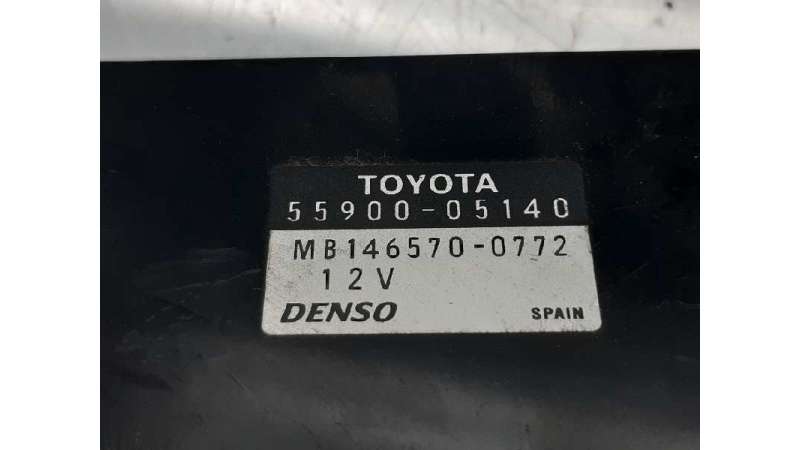 TOYOTA
55900-05140
MB146570-0772
12V
DENSO SPAIN